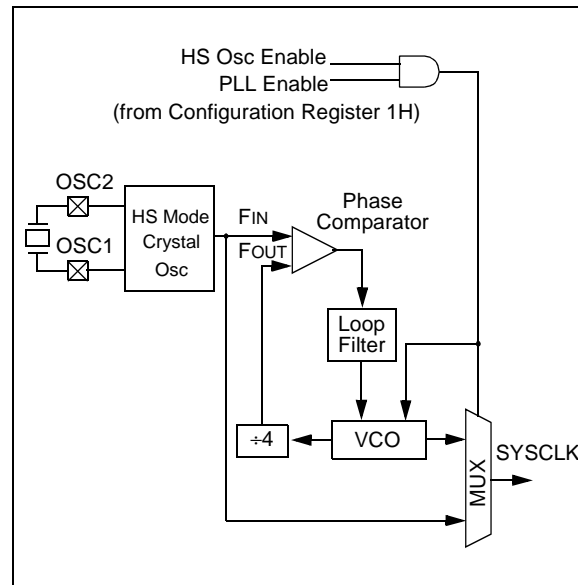 HS Osc Enable
PLL Enable
(from Configuration Register 1H)
OSC2
OSC1
HS Mode
Crystal
Osc
FIN
FOUT
Phase
Comparator
Loop
Filter
÷4
VCO
MUX
SYSCLK